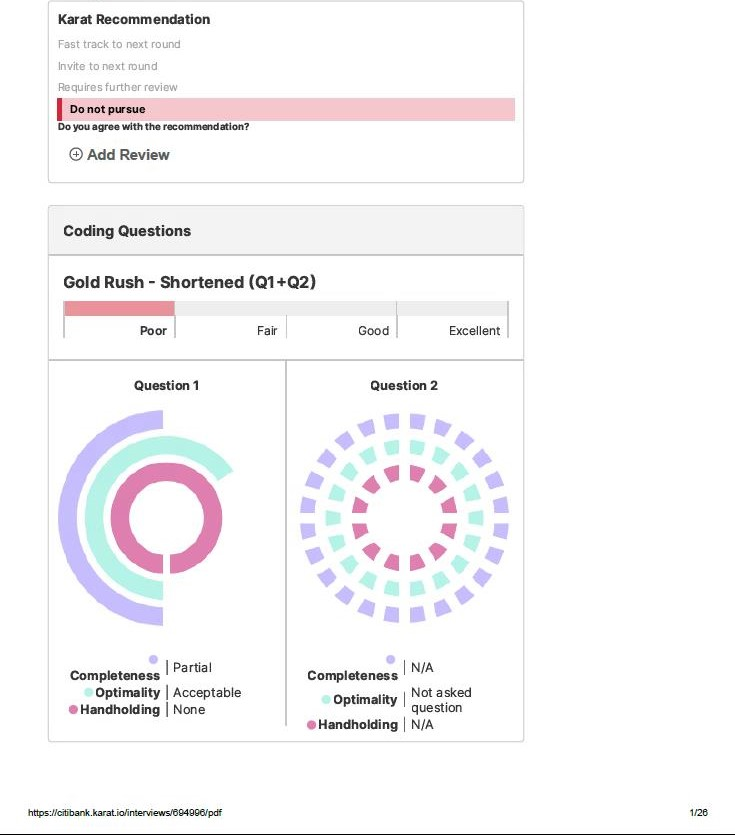 Karat Recommendation
Fast track to next round
Invite to next round
Requires further review
Do not pursue
Do you agree with the recommendation?
Add Review
Coding Questions
Gold Rush - Shortened (Q1+Q2)
Poor Fair Good Excellent
Question 1
Completeness | Partial
Optimality | Acceptable
Handholding | None
Question 2
Completeness | N/A
Optimality | Not asked
question
Handholding | N/A
https://citibank.karat.io/interviews/694996/pdf 1/26